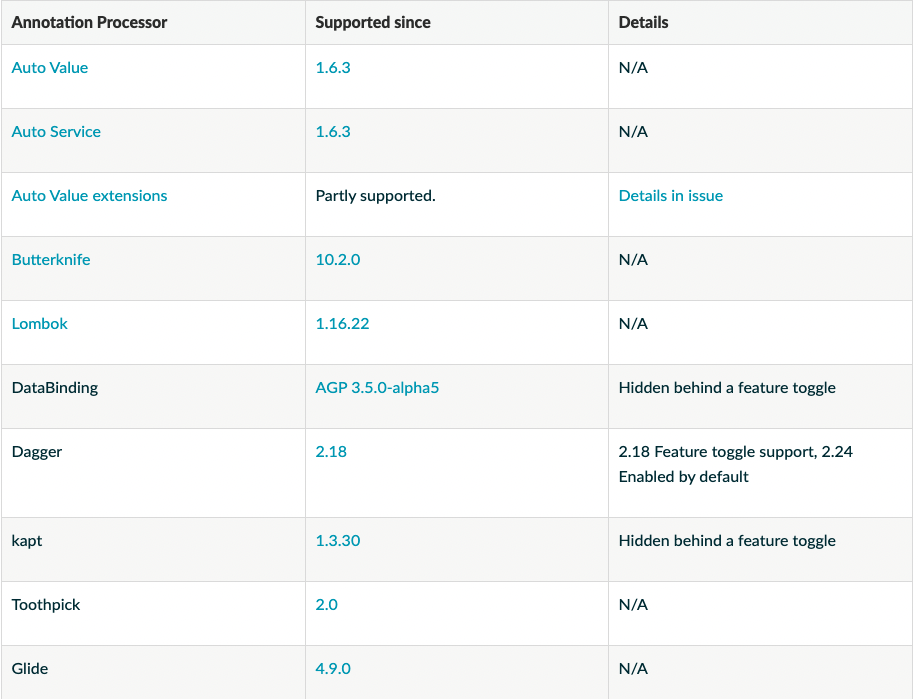 Annotation Processor Supported since Details
Auto Value 1.6.3 N/A
Auto Service 1.6.3 N/A
Auto Value extensions Partly supported. Details in issue
Butterknife 10.2.0 N/A
Lombok 1.16.22 N/A
DataBinding AGP 3.5.0-alpha5 Hidden behind a feature toggle
Dagger 2.18 2.18 Feature toggle support, 2.24
Enabled by default
kapt 1.3.30 Hidden behind a feature toggle
Toothpick 2.0 N/A
Glide 4.9.0 N/A